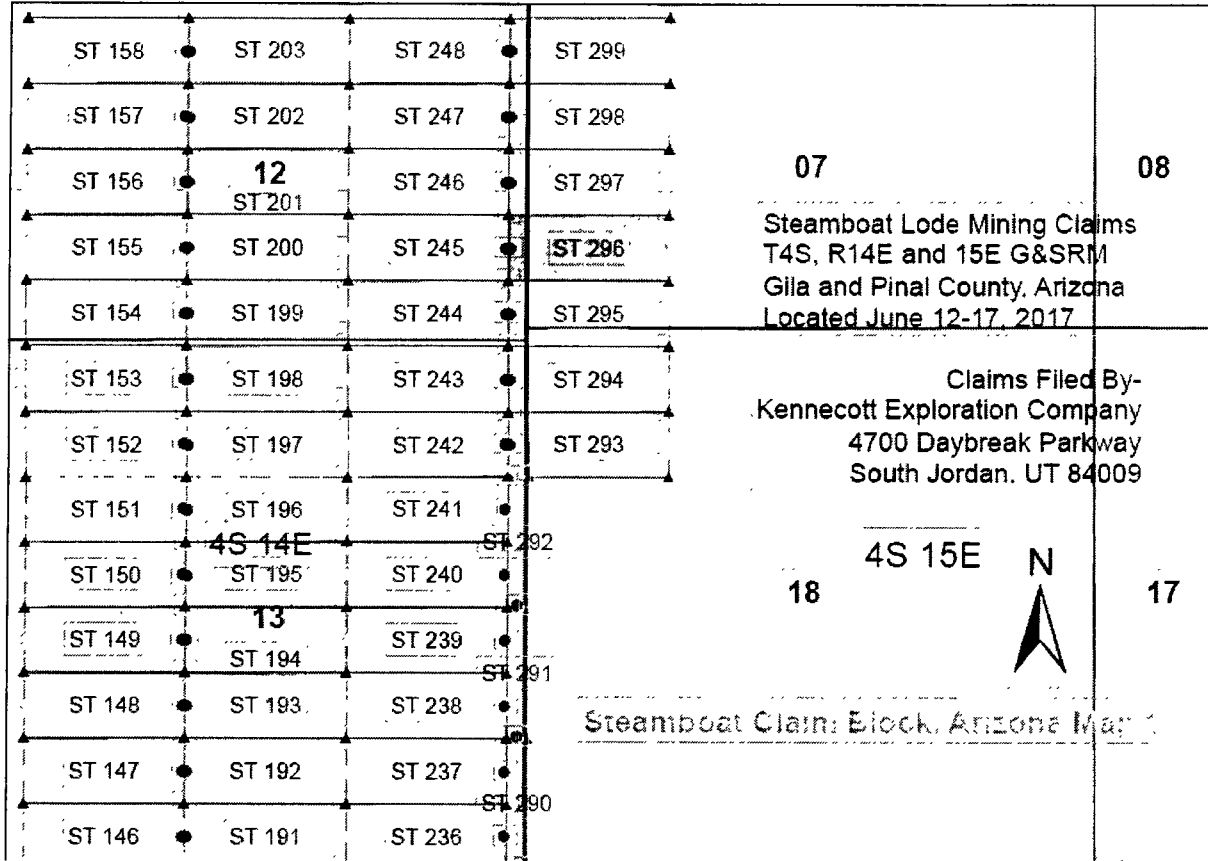 ST 158 ST 203 ST 248 ST 299
ST 157 ST 202 ST 247 ST 298
07 08
ST 156 12 ST 246 ST 297
ST 201
Steamboat Lode Mining Claims
ST 155 ST 200 ST 245 ST 296
T4S, R14E and 15E G&SRM
Gila and Pinal County, Arizona
ST 154 ST 199 ST 244 ST 295
Located June 12-17, 2017
ST 153 ST 198 ST 243 ST 294
Claims Filed By-
Kennecott Exploration Company
ST 152 ST 197 ST 242 ST 293
4700 Daybreak Parkway
South Jordan, UT 84009
ST 151 ST 196 ST 241
4S 14E ST 292
4S 15E N
ST 150 ST 195 ST 240
18 17
13
ST 149 ST 239
ST 194 ST 291
ST 148 ST 193 ST 238
Steamboat Claim Block, Arizona Map
ST 147 ST 192 ST 237
ST 290
ST 146 ST 191 ST 236